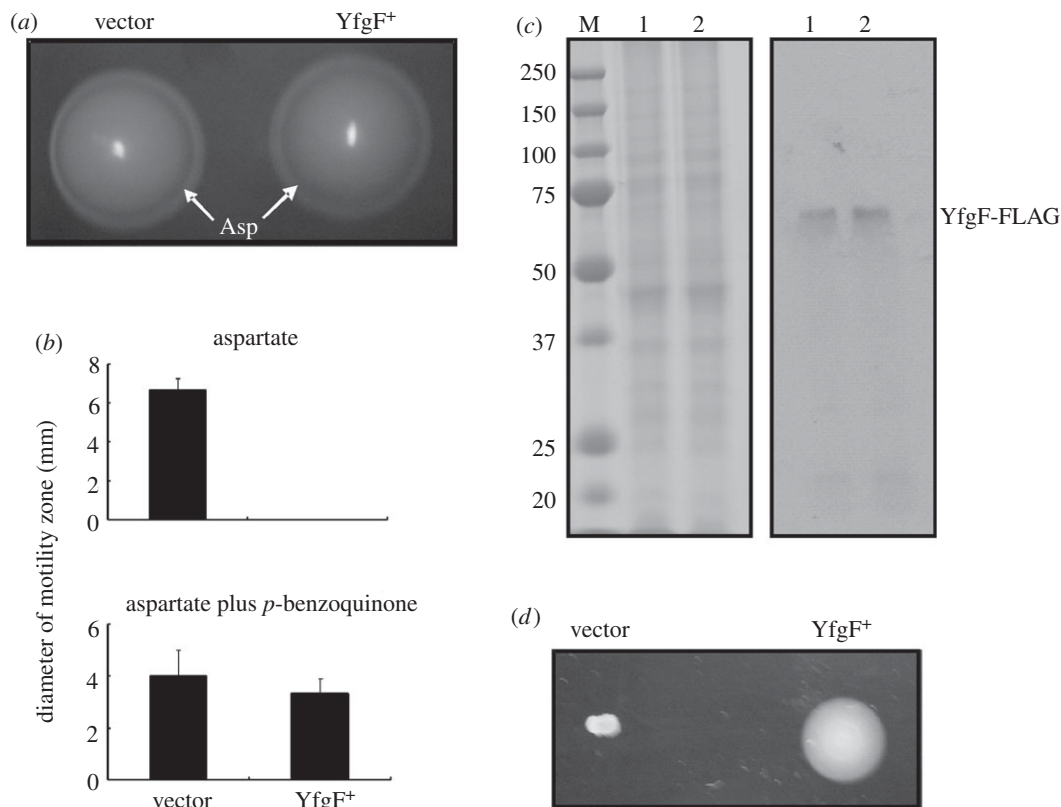 (a)
vector YfgF⁺
Asp
(b)
aspartate
diameter of motility zone (mm)
8
6
4
2
0
aspartate plus p-benzoquinone
6
4
2
0
vector YfgF⁺
(c)
M 1 2 1 2
250
150
100
75
50
37
25
20
YfgF-FLAG
(d)
vector YfgF⁺